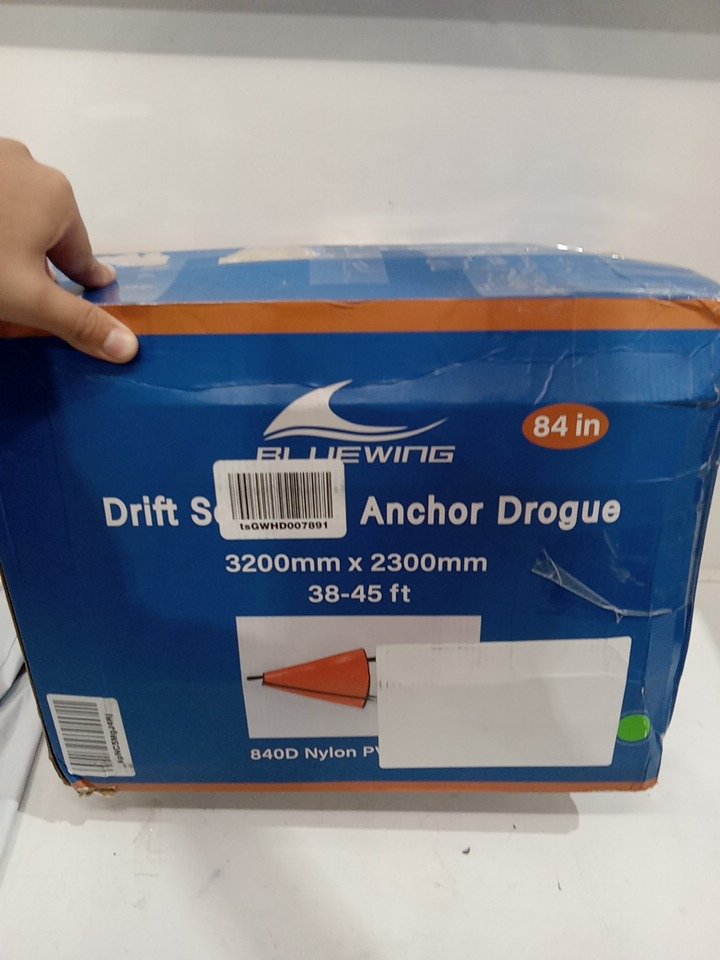 BLUEWING
84 in
Drift S
Anchor Drogue
tsGWHD007891
3200mm x 2300mm
38-45 ft
840D Nylon P